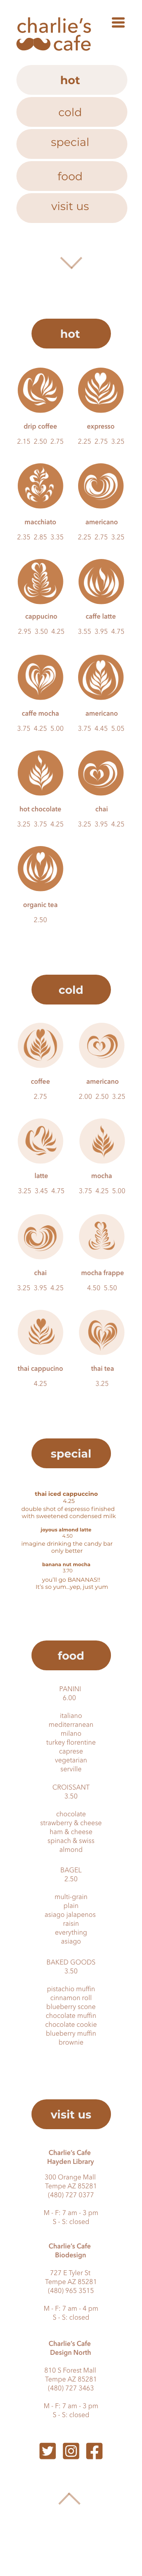 charlie's
cafe
hot
cold
special
food
visit us
hot
drip coffee espresso
2.15 2.50 2.75 2.25 2.75 3.25
macchiato americano
2.35 2.85 3.35 2.25 2.75 3.25
cappucino caffe latte
2.95 3.50 4.25 3.55 3.95 4.75
caffe mocha americano
3.75 4.25 5.00 3.75 4.45 5.05
hot chocolate chai
3.25 3.75 4.25 3.25 3.95 4.25
organic tea
2.50
cold
coffee americano
2.75 2.00 2.50 3.25
latte mocha
3.25 3.45 4.75 3.75 4.25 5.00
chai mocha frappe
3.25 3.95 4.25 4.50 5.50
thai cappucino thai tea
4.25 3.25
special
thai iced cappuccino
4.25
double shot of espresso finished
with sweetened condensed milk
joyous almond latte
4.50
imagine drinking the candy bar
only better
banana nut mocha
3.70
you'll go BANANAS!!
It's so yum...yep, just yum
food
PANINI
6.00
italiano
mediterranean
milano
turkey florentine
caprese
vegetarian
serville
CROISSANT
3.50
chocolate
strawberry & cheese
ham & cheese
spinach & swiss
almond
BAGEL
2.50
multi-grain
plain
asiago jalapenos
raisin
everything
asiago
BAKED GOODS
3.50
pistachio muffin
cinnamon roll
blueberry scone
chocolate muffin
chocolate cookie
blueberry muffin
brownie
visit us
Charlie's Cafe
Hayden Library
300 Orange Mall
Tempe AZ 85281
(480) 727 0377
M - F: 7 am - 3 pm
S - S: closed
Charlie's Cafe
Biodesign
727 E Tyler St
Tempe AZ 85281
(480) 965 3515
M - F: 7 am - 4 pm
S - S: closed
Charlie's Cafe
Design North
810 S Forest Mall
Tempe AZ 85281
(480) 727 3463
M - F: 7 am - 3 pm
S - S: closed